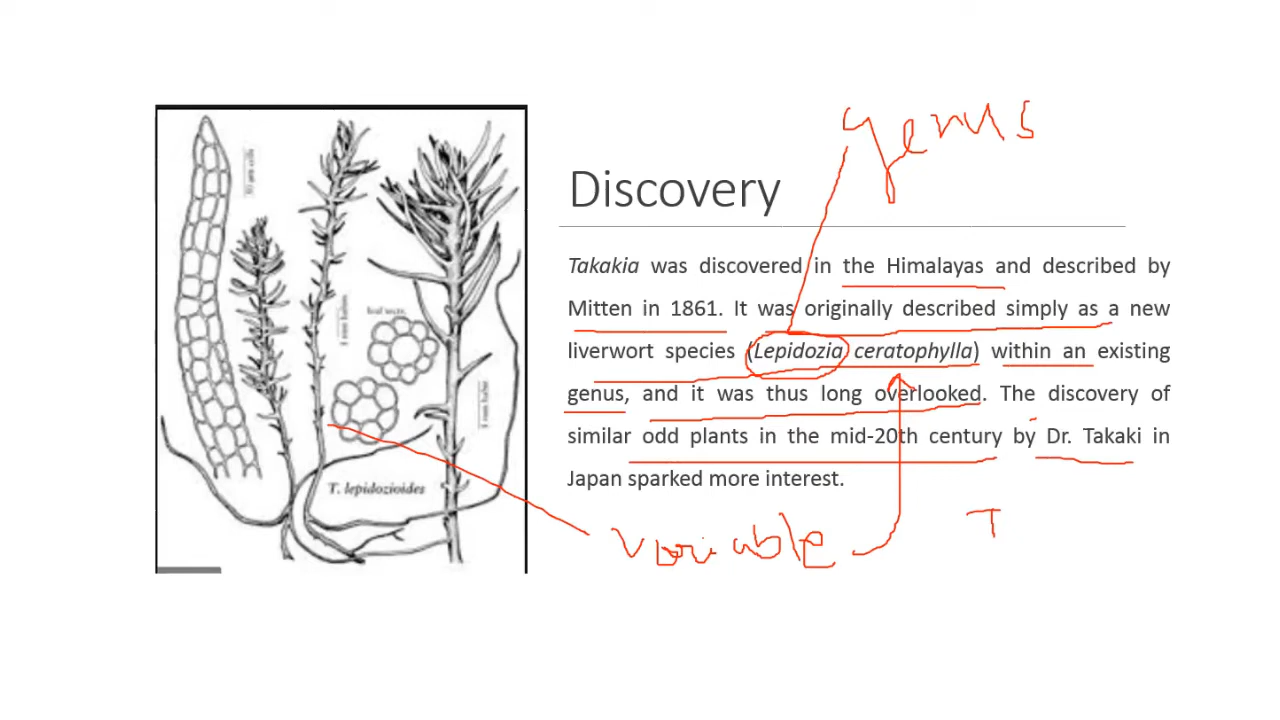 genus
Discovery
Takakia was discovered in the Himalayas and described by
Mitten in 1861. It was originally described simply as a new
liverwort species (Lepidozia ceratophylla) within an existing
genus, and it was thus long overlooked. The discovery of
similar odd plants in the mid-20th century by Dr. Takaki in
Japan sparked more interest.
leaf sects.
T. lepidozioides
variable
T